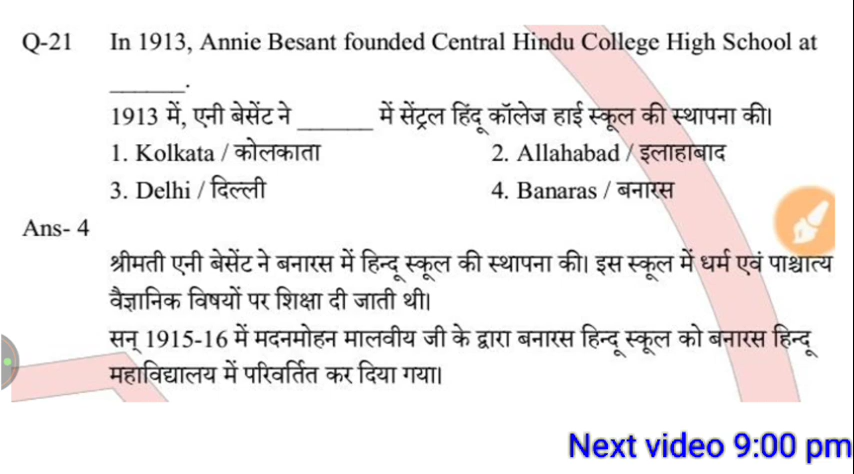 Q-21 In 1913, Annie Besant founded Central Hindu College High School at
______.
1913 में, एनी बेसेंट ने ______ में सेंट्रल हिंदू कॉलेज हाई स्कूल की स्थापना की।
1. Kolkata / कोलकाता 2. Allahabad / इलाहाबाद
3. Delhi / दिल्ली 4. Banaras / बनारस
Ans- 4
श्रीमती एनी बेसेंट ने बनारस में हिन्दू स्कूल की स्थापना की। इस स्कूल में धर्म एवं पाश्चात्य
वैज्ञानिक विषयों पर शिक्षा दी जाती थी।
सन् 1915-16 में मदनमोहन मालवीय जी के द्वारा बनारस हिन्दू स्कूल को बनारस हिन्दू
महाविद्यालय में परिवर्तित कर दिया गया।
Next video 9:00 pm